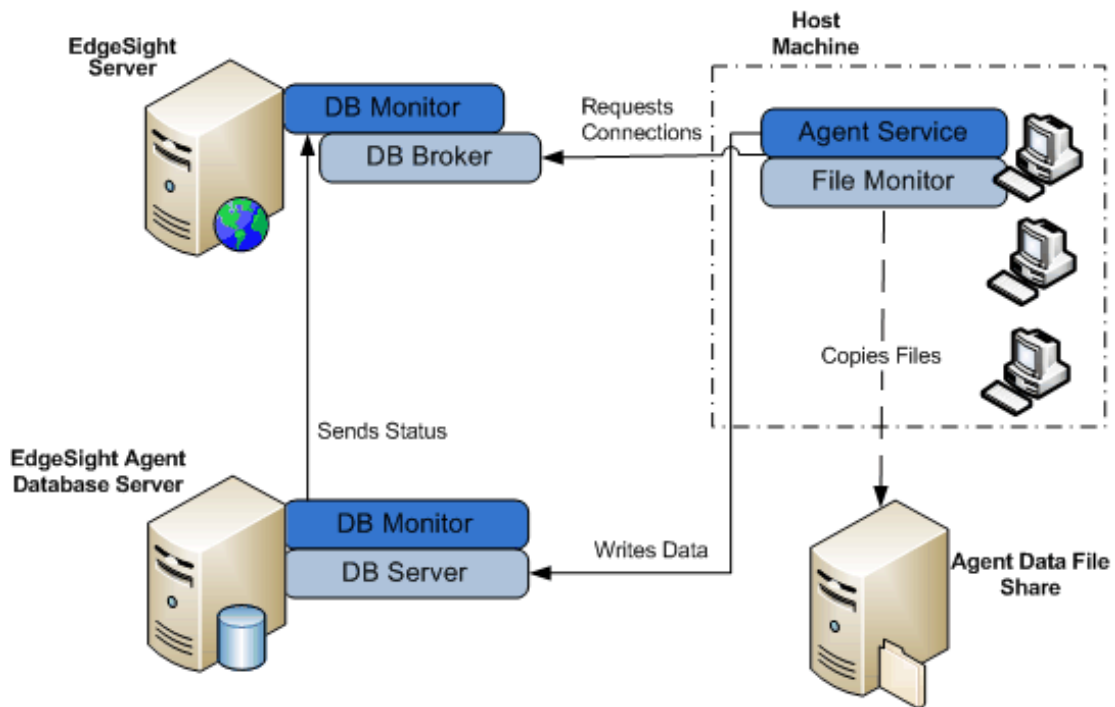 EdgeSight
Server
DB Monitor
DB Broker
Requests
Connections
Host
Machine
Agent Service
File Monitor
Copies Files
Sends Status
EdgeSight Agent
Database Server
DB Monitor
DB Server
Writes Data
Agent Data File
Share